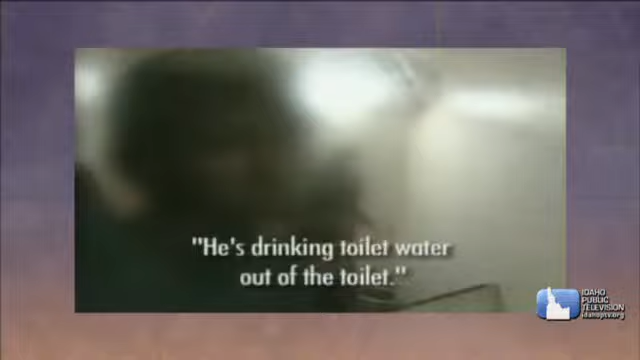 "He's drinking toilet water
out of the toilet."
IDAHO
PUBLIC
TELEVISION
idahoptv.org